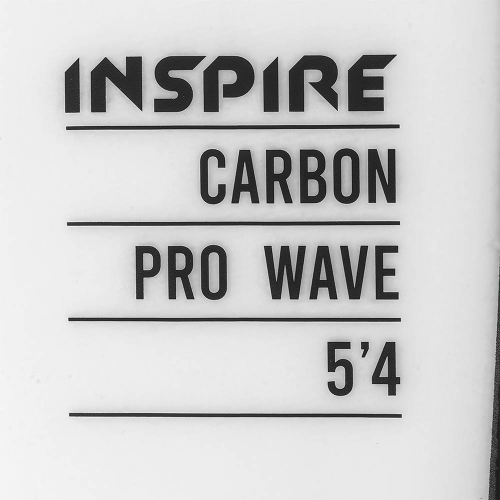 INSPIRE
CARBON
PRO WAVE
5’4